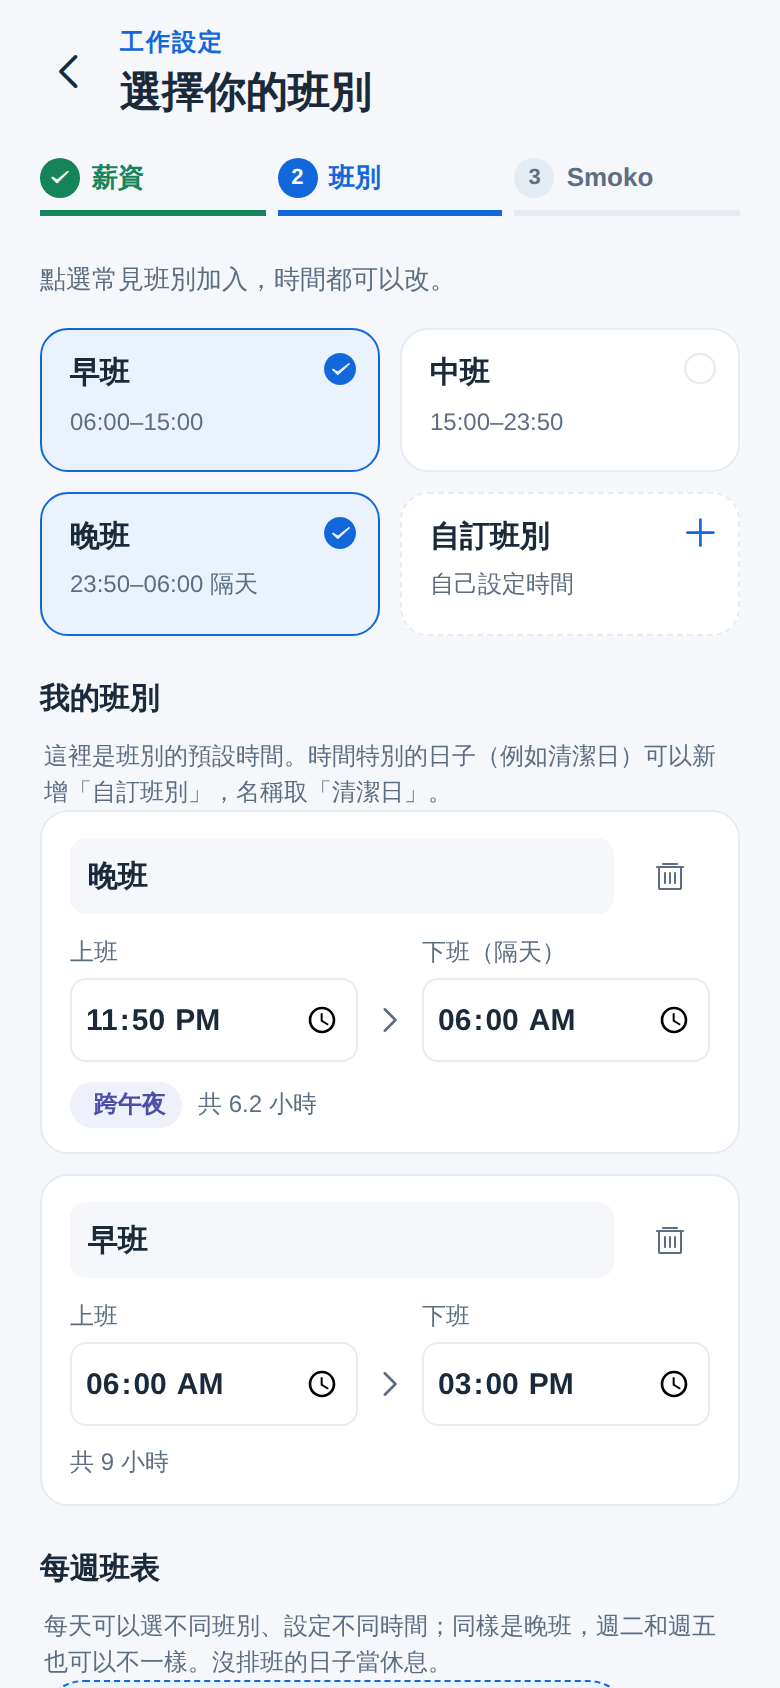 工作設定
選擇你的班別
薪資
2 班別
3 Smoko
點選常見班別加入，時間都可以改。
早班
06:00–15:00
中班
15:00–23:50
晚班
23:50–06:00 隔天
自訂班別
自己設定時間
我的班別
這裡是班別的預設時間。時間特別的日子（例如清潔日）可以新
增「自訂班別」，名稱取「清潔日」。
晚班
上班
下班（隔天）
11:50 PM
06:00 AM
跨午夜 共 6.2 小時
早班
上班
下班
06:00 AM
03:00 PM
共 9 小時
每週班表
每天可以選不同班別、設定不同時間；同樣是晚班，週二和週五
也可以不一樣。沒排班的日子當休息。